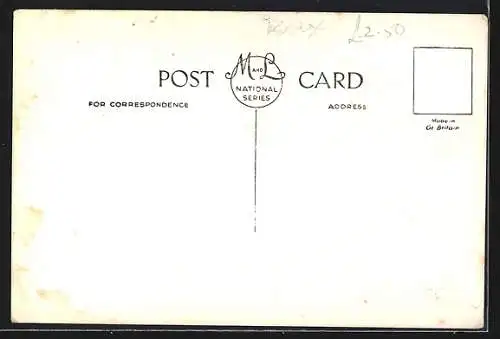 £2-50
POST M AND L CARD
NATIONAL
SERIES
FOR CORRESPONDENCE ADDRESS
Made in
Gt Britain